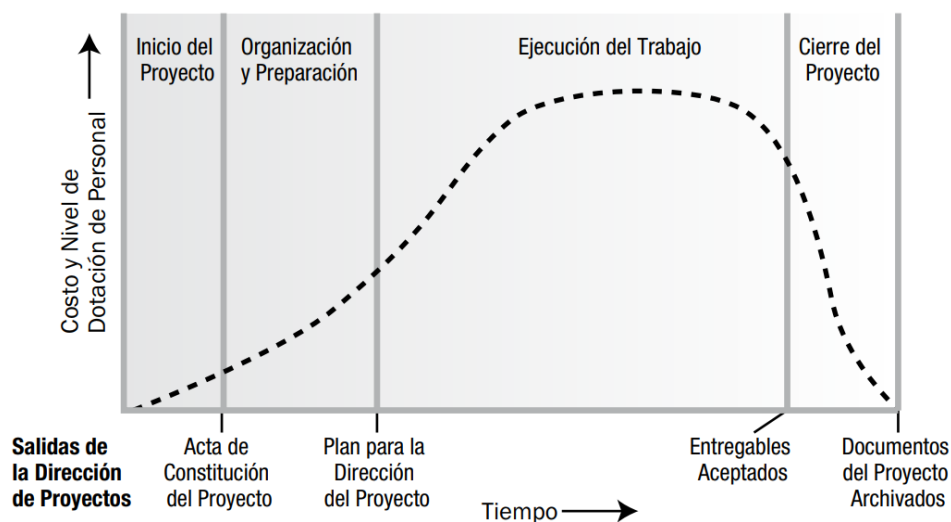 Inicio del
Proyecto
Organización
y Preparación
Ejecución del Trabajo
Cierre del
Proyecto
Costo y Nivel de
Dotación de Personal
Salidas de
la Dirección
de Proyectos
Acta de
Constitución
del Proyecto
Plan para la
Dirección
del Proyecto
Entregables
Aceptados
Documentos
del Proyecto
Archivados
Tiempo